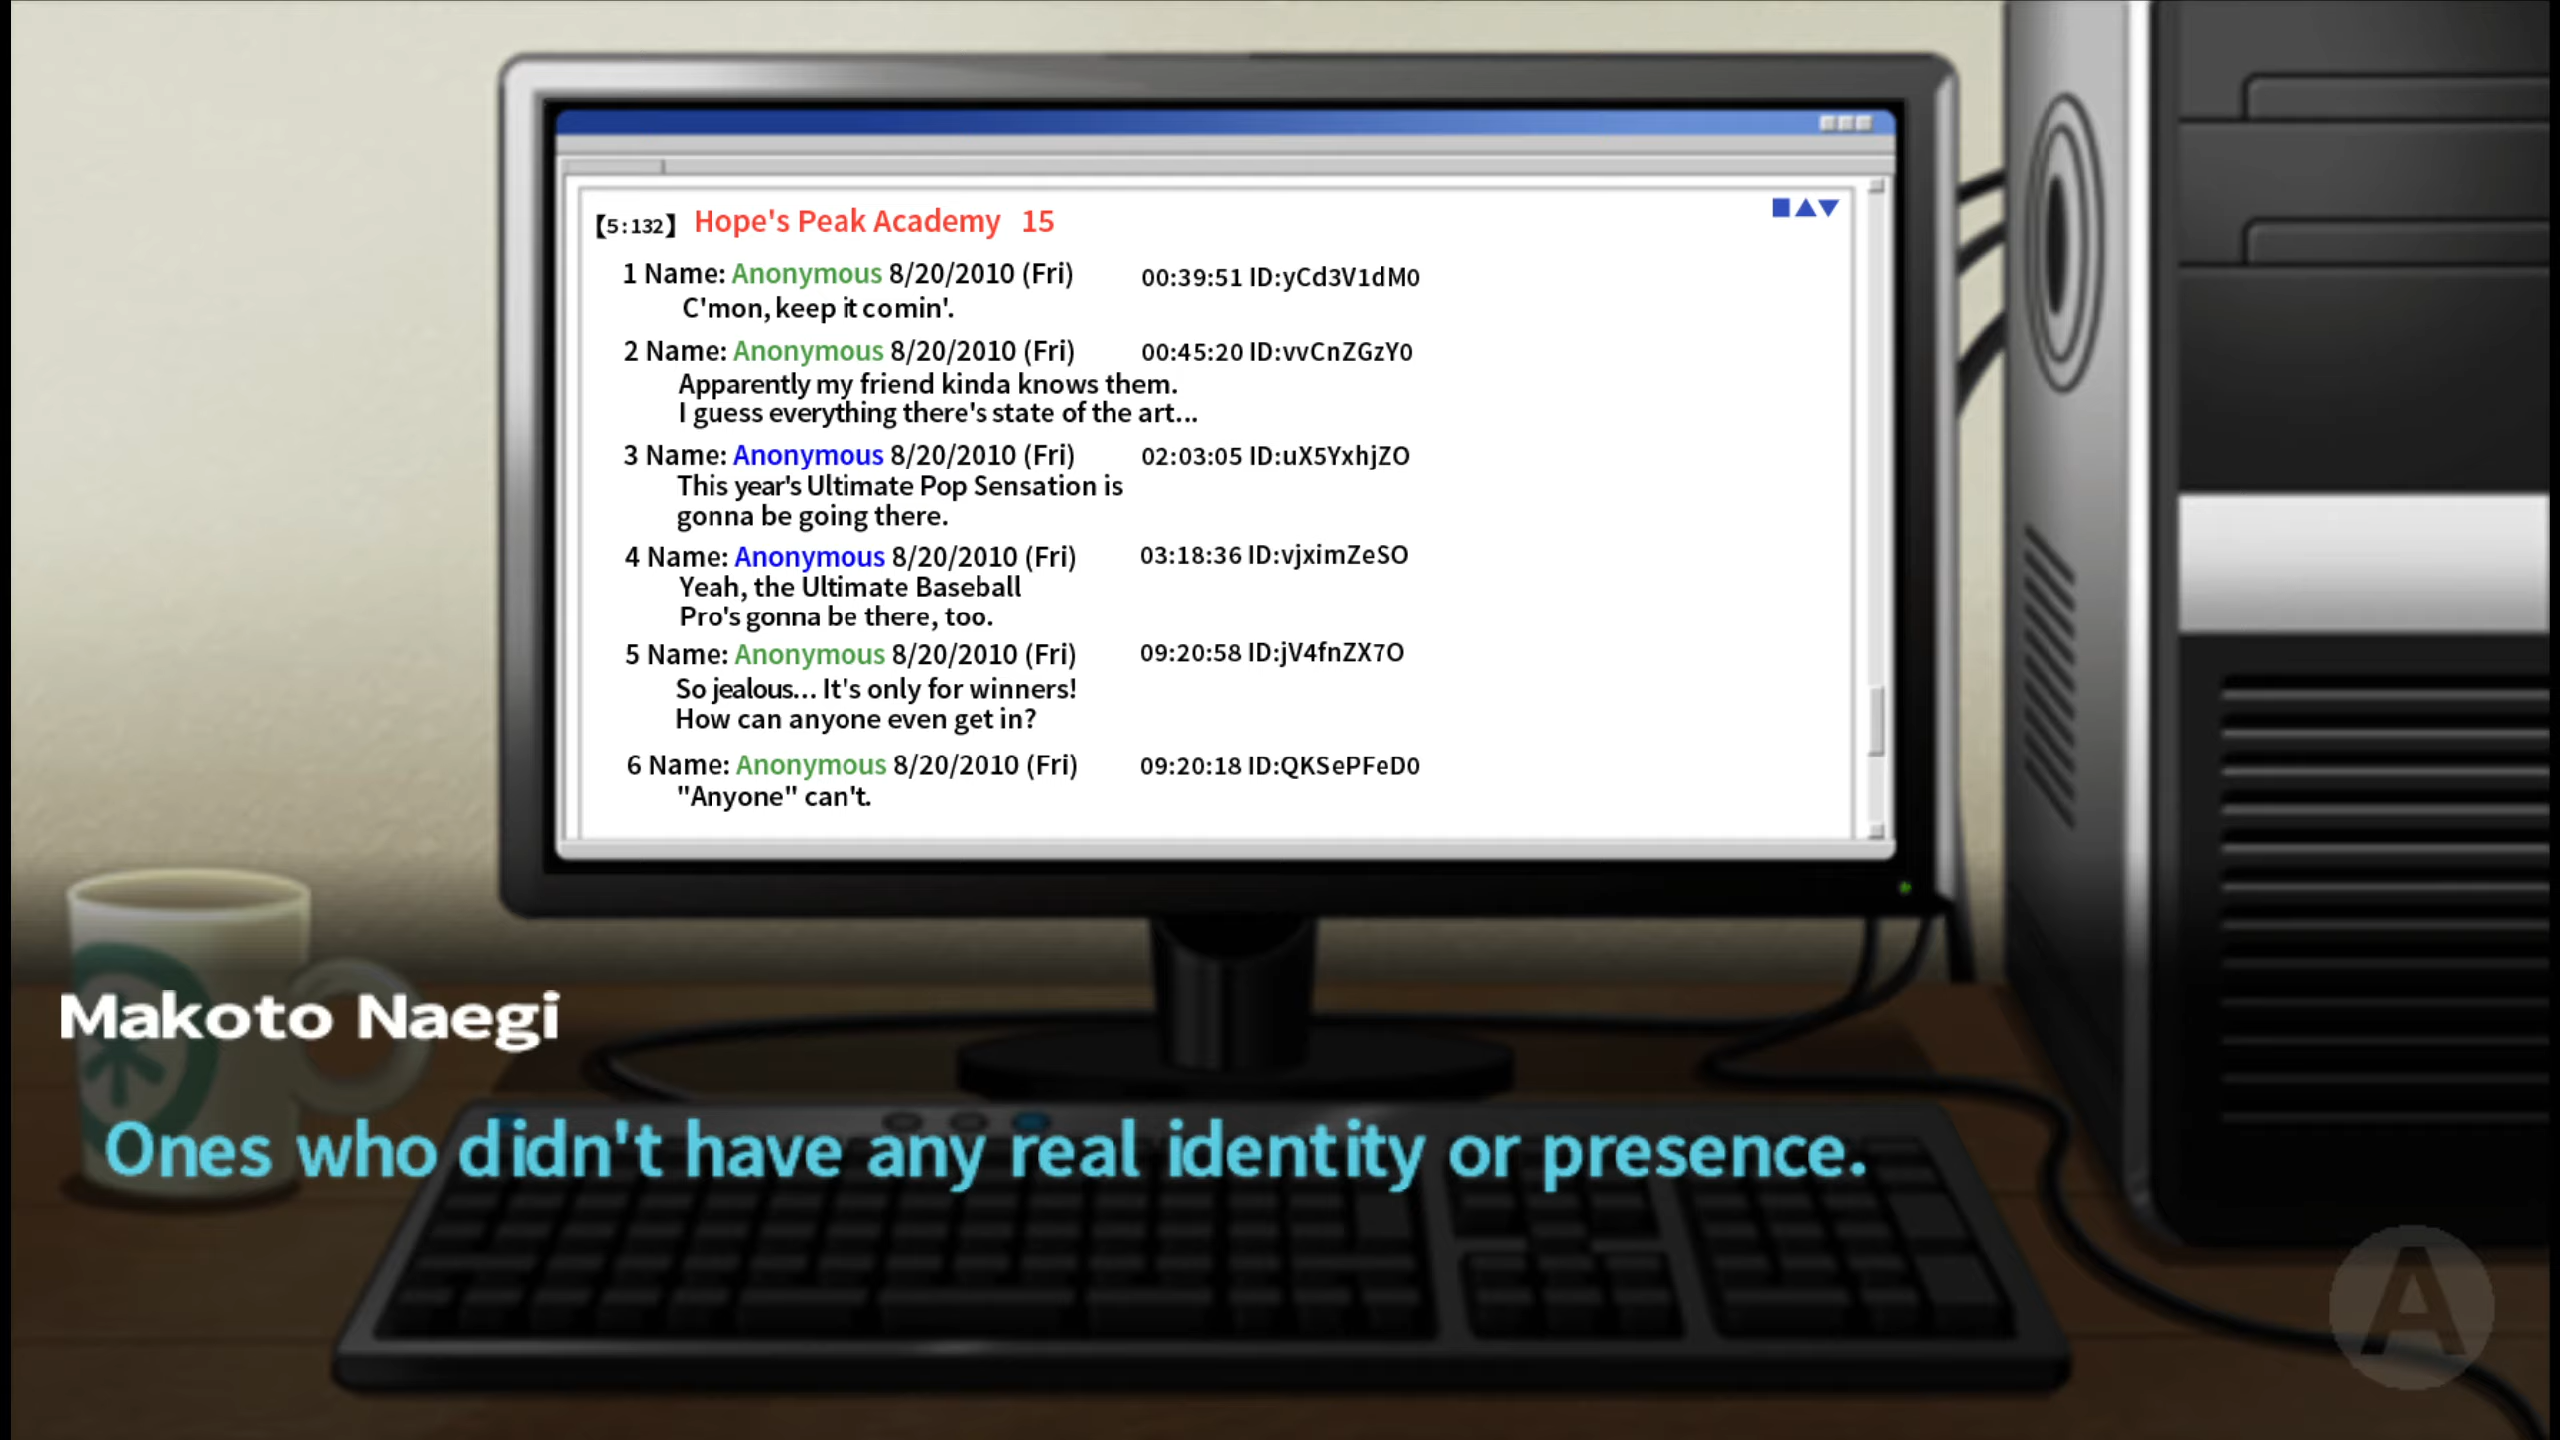 【5:132】 Hope's Peak Academy 15
1 Name: Anonymous 8/20/2010 (Fri) 00:39:51 ID:yCd3V1dM0
C'mon, keep it comin'.
2 Name: Anonymous 8/20/2010 (Fri) 00:45:20 ID:vvCnZGzY0
Apparently my friend kinda knows them.
I guess everything there's state of the art...
3 Name: Anonymous 8/20/2010 (Fri) 02:03:05 ID:uX5YxhjZO
This year's Ultimate Pop Sensation is
gonna be going there.
4 Name: Anonymous 8/20/2010 (Fri) 03:18:36 ID:vjximZeSO
Yeah, the Ultimate Baseball
Pro's gonna be there, too.
5 Name: Anonymous 8/20/2010 (Fri) 09:20:58 ID:jV4fnZX7O
So jealous... It's only for winners!
How can anyone even get in?
6 Name: Anonymous 8/20/2010 (Fri) 09:20:18 ID:QKSePFeD0
"Anyone" can't.
Makoto Naegi
Ones who didn't have any real identity or presence.
A